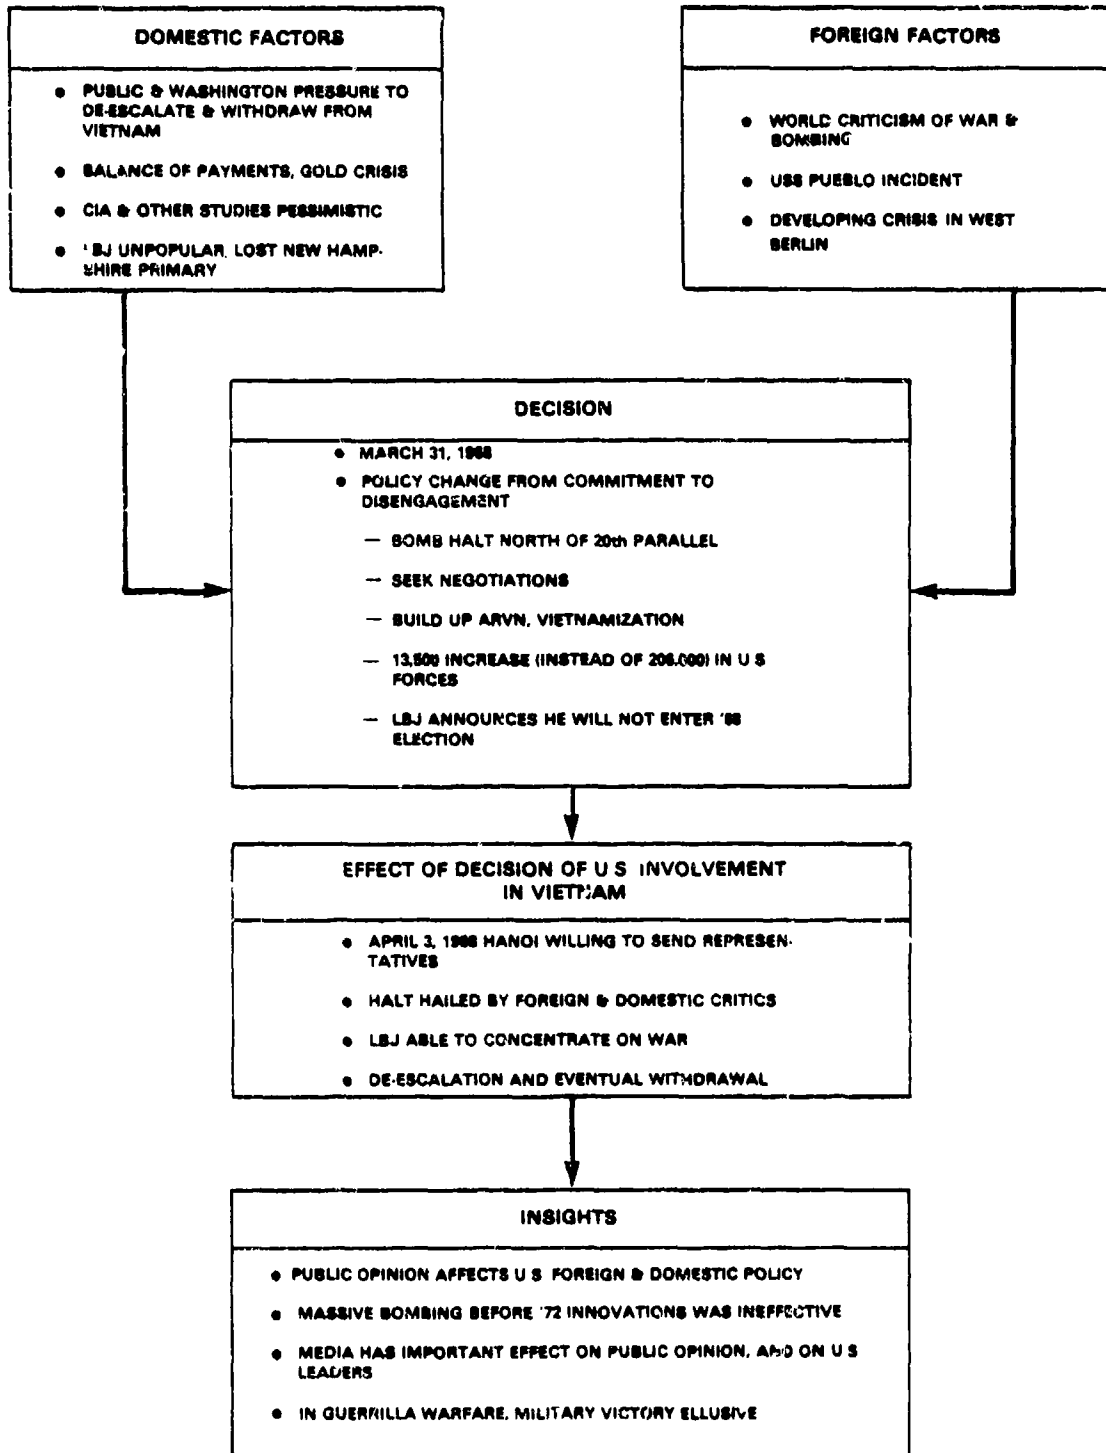 DOMESTIC FACTORS
• PUBLIC & WASHINGTON PRESSURE TO
DE-ESCALATE & WITHDRAW FROM
VIETNAM
• BALANCE OF PAYMENTS, GOLD CRISIS
• CIA & OTHER STUDIES PESSIMISTIC
• LBJ UNPOPULAR, LOST NEW HAMP-
SHIRE PRIMARY
FOREIGN FACTORS
• WORLD CRITICISM OF WAR &
BOMBING
• USS PUEBLO INCIDENT
• DEVELOPING CRISIS IN WEST
BERLIN
DECISION
• MARCH 31, 1968
• POLICY CHANGE FROM COMMITMENT TO
DISENGAGEMENT
— BOMB HALT NORTH OF 20th PARALLEL
— SEEK NEGOTIATIONS
— BUILD UP ARVN, VIETNAMIZATION
— 13,500 INCREASE (INSTEAD OF 206,000) IN U S
FORCES
— LBJ ANNOUNCES HE WILL NOT ENTER '68
ELECTION
EFFECT OF DECISION OF U S INVOLVEMENT
IN VIETNAM
• APRIL 3, 1968 HANOI WILLING TO SEND REPRESEN-
TATIVES
• HALT HAILED BY FOREIGN & DOMESTIC CRITICS
• LBJ ABLE TO CONCENTRATE ON WAR
• DE-ESCALATION AND EVENTUAL WITHDRAWAL
INSIGHTS
• PUBLIC OPINION AFFECTS U S FOREIGN & DOMESTIC POLICY
• MASSIVE BOMBING BEFORE '72 INNOVATIONS WAS INEFFECTIVE
• MEDIA HAS IMPORTANT EFFECT ON PUBLIC OPINION, AND ON U S
LEADERS
• IN GUERRILLA WARFARE, MILITARY VICTORY ELLUSIVE